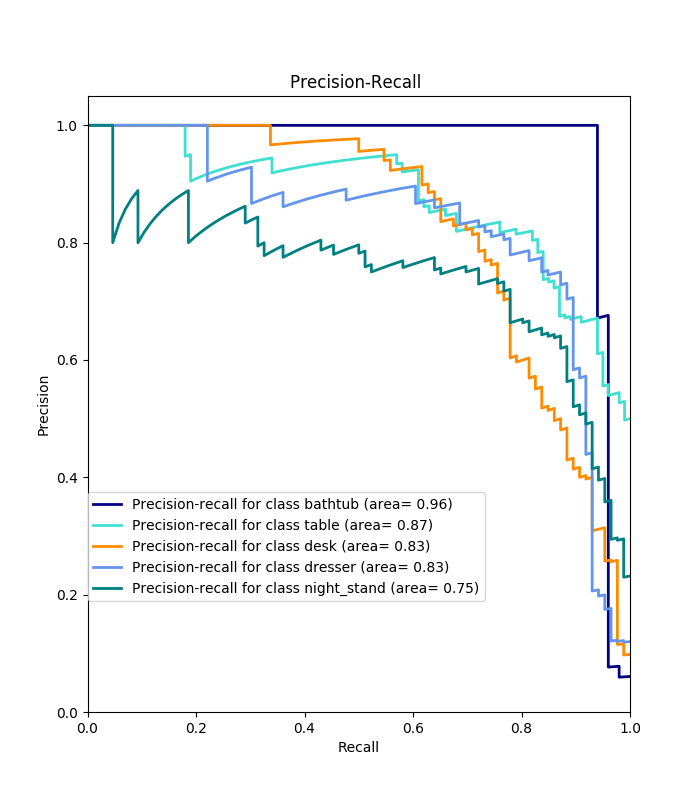 Precision-Recall
1.0
0.8
0.6
0.4
0.2
0.0
Precision
Precision-recall for class bathtub (area= 0.96)
Precision-recall for class table (area= 0.87)
Precision-recall for class desk (area= 0.83)
Precision-recall for class dresser (area= 0.83)
Precision-recall for class night_stand (area= 0.75)
0.0 0.2 0.4 0.6 0.8 1.0
Recall